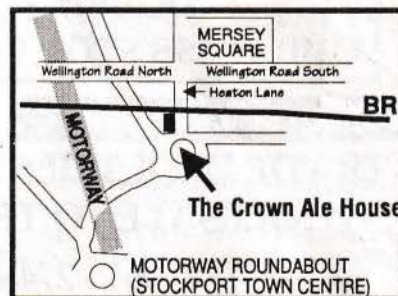 MERSEY
SQUARE
Wellington Road North
Wellington Road South
Heaton Lane
BR
MOTORWAY
The Crown Ale House
MOTORWAY ROUNDABOUT
(STOCKPORT TOWN CENTRE)